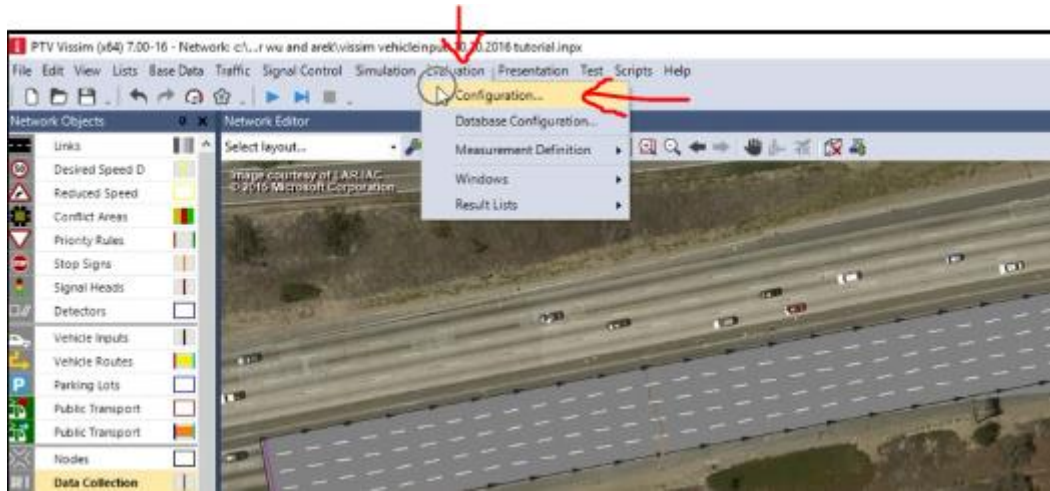 PTV Vissim (x64) 7.00-16 - Network: c:\...r wu and arek\vissim vehicleinput 10.10.2016 tutorial.inpx
File Edit View Lists Base Data Traffic Signal Control Simulation Evaluation Presentation Test Scripts Help
Network Objects
Network Editor
Select layout...
Configuration...
Database Configuration...
Measurement Definition
Windows
Result Lists
Image courtesy of LAR-IAC
© 2015 Microsoft Corporation
Links
Desired Speed D
Reduced Speed
Conflict Areas
Priority Rules
Stop Signs
Signal Heads
Detectors
Vehicle Inputs
Vehicle Routes
P Parking Lots
Public Transport
Public Transport
Nodes
Data Collection